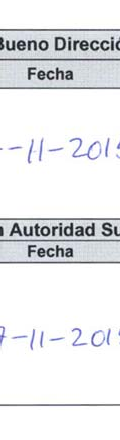 Bueno Direcció
Fecha
-11-2015
n Autoridad Su
Fecha
7-11-2015